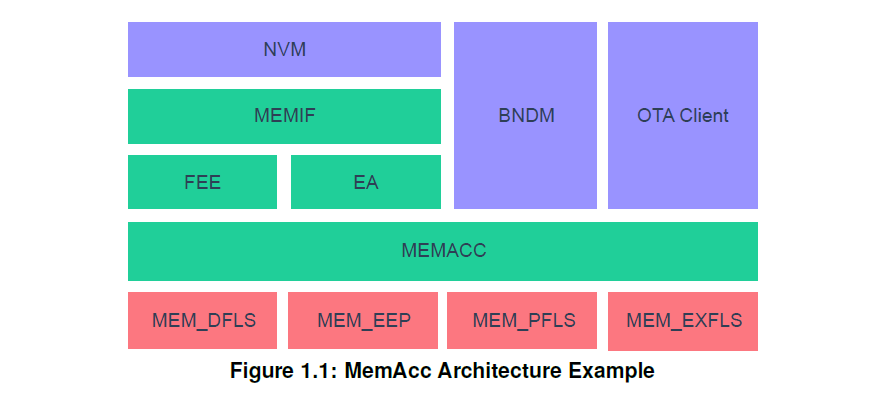 NVM
BNDM
OTA Client
MEMIF
FEE
EA
MEMACC
MEM_DFLS
MEM_EEP
MEM_PFLS
MEM_EXFLS
Figure 1.1: MemAcc Architecture Example